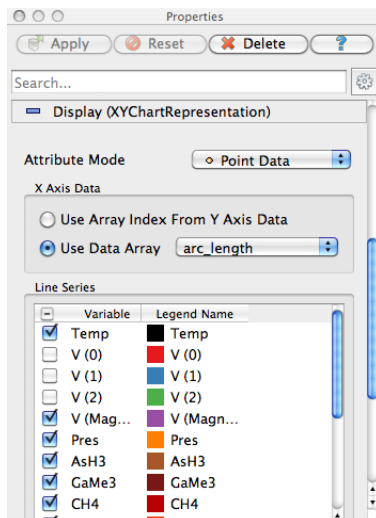 Properties
Apply Reset Delete ?
Search...
Display (XYChartRepresentation)
Attribute Mode Point Data
X Axis Data
Use Array Index From Y Axis Data
Use Data Array arc_length
Line Series
Variable Legend Name
Temp Temp
V (0) V (0)
V (1) V (1)
V (2) V (2)
V (Mag... V (Magn...
Pres Pres
AsH3 AsH3
GaMe3 GaMe3
CH4 CH4